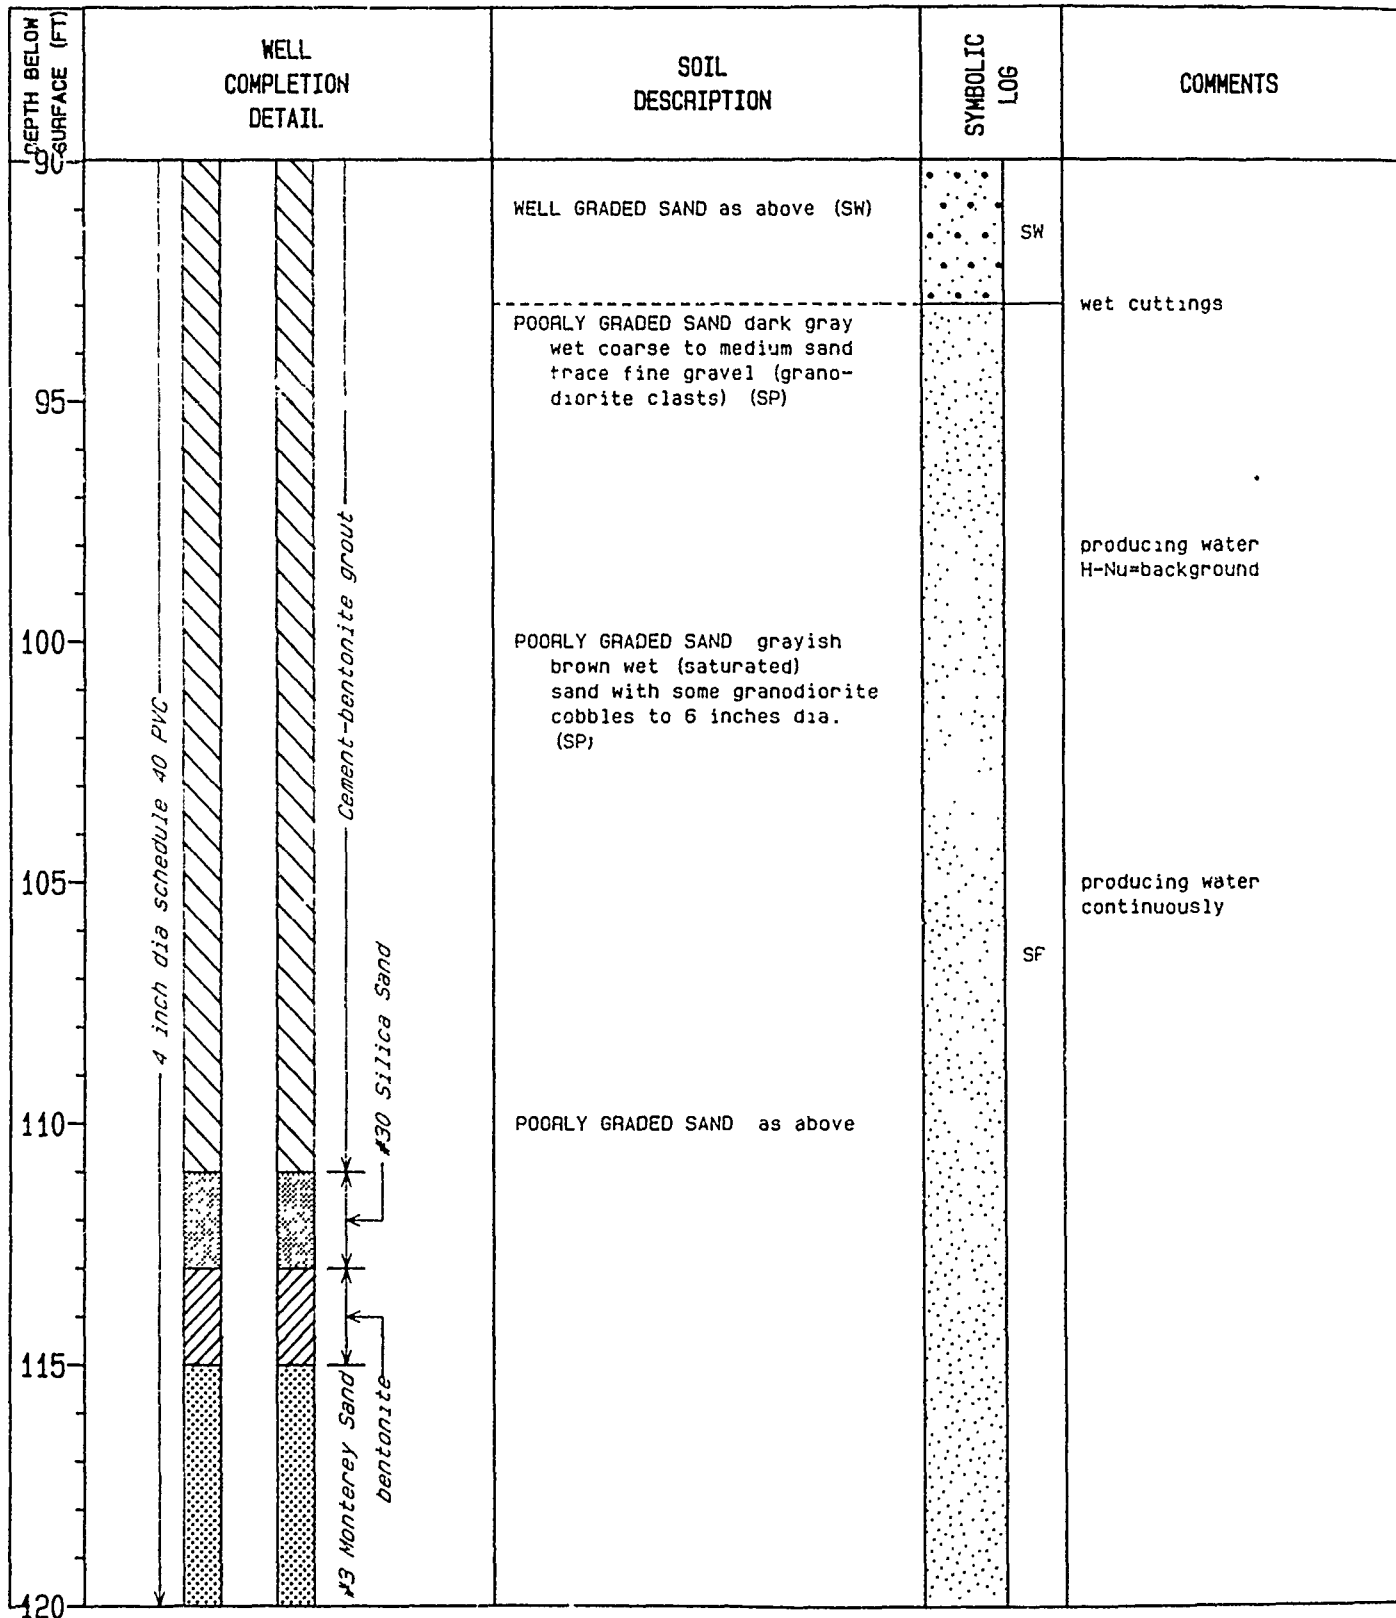 DEPTH BELOW
SURFACE (FT)
WELL
COMPLETION
DETAIL
SOIL
DESCRIPTION
SYMBOLIC
LOG
COMMENTS
90
WELL GRADED SAND as above (SW)
SW
wet cuttings
POORLY GRADED SAND dark gray
wet coarse to medium sand
trace fine gravel (grano-
diorite clasts) (SP)
95
producing water
H-Nu=background
Cement-bentonite grout
100
POORLY GRADED SAND grayish
brown wet (saturated)
sand with some granodiorite
cobbles to 6 inches dia.
(SP)
4 inch dia schedule 40 PVC
105
producing water
continuously
SF
#30 Silica Sand
110
POORLY GRADED SAND as above
115
#3 Monterey Sand
bentonite
120